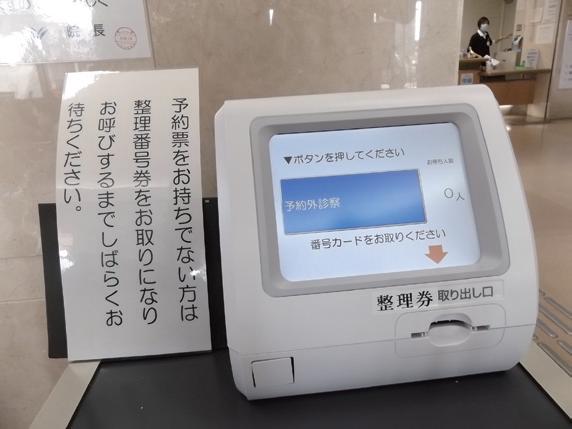 院長
予約票をお持ちでない方は
整理番号券をお取りになり
お呼びするまでしばらくお
待ちください。
▼ボタンを押してください
お待ち人数
予約外診察
0人
番号カードをお取りください
整理券取り出し口